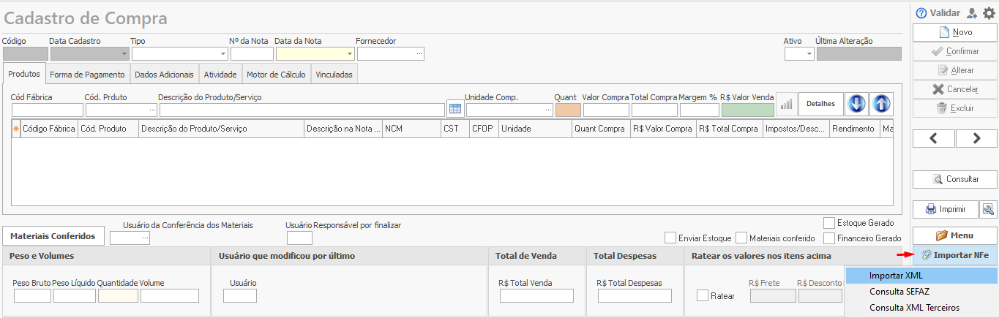 Cadastro de Compra
Validar
Código Data Cadastro Tipo Nº da Nota Data da Nota Fornecedor Ativo Última Alteração
Novo
Confirmar
Alterar
Cancelar
Excluir
Produtos Forma de Pagamento Dados Adicionais Atividade Motor de Cálculo Vinculadas
Cód Fábrica Cód. Prduto Descrição do Produto/Serviço Unidade Comp. Quant Valor Compra Total Compra Margem % R$ Valor Venda Detalhes
Código Fábrica Cód. Produto Descrição do Produto/Serviço Descrição na Nota ... NCM CST CFOP Unidade Quant Compra R$ Valor Compra R$ Total Compra Impostos/Desc... Rendimento Ma
Consultar
Imprimir
Menu
Importar NFe
Usuário da Conferência dos Materiais Usuário Responsável por finalizar
Materiais Conferidos
Estoque Gerado
Enviar Estoque Materiais conferido Financeiro Gerado
Peso e Volumes Usuário que modificou por último Total de Venda Total Despesas Ratear os valores nos itens acima
Peso Bruto Peso Líquido Quantidade Volume Usuário R$ Total Venda R$ Total Despesas Ratear R$ Frete R$ Desconto
Importar XML
Consulta SEFAZ
Consulta XML Terceiros